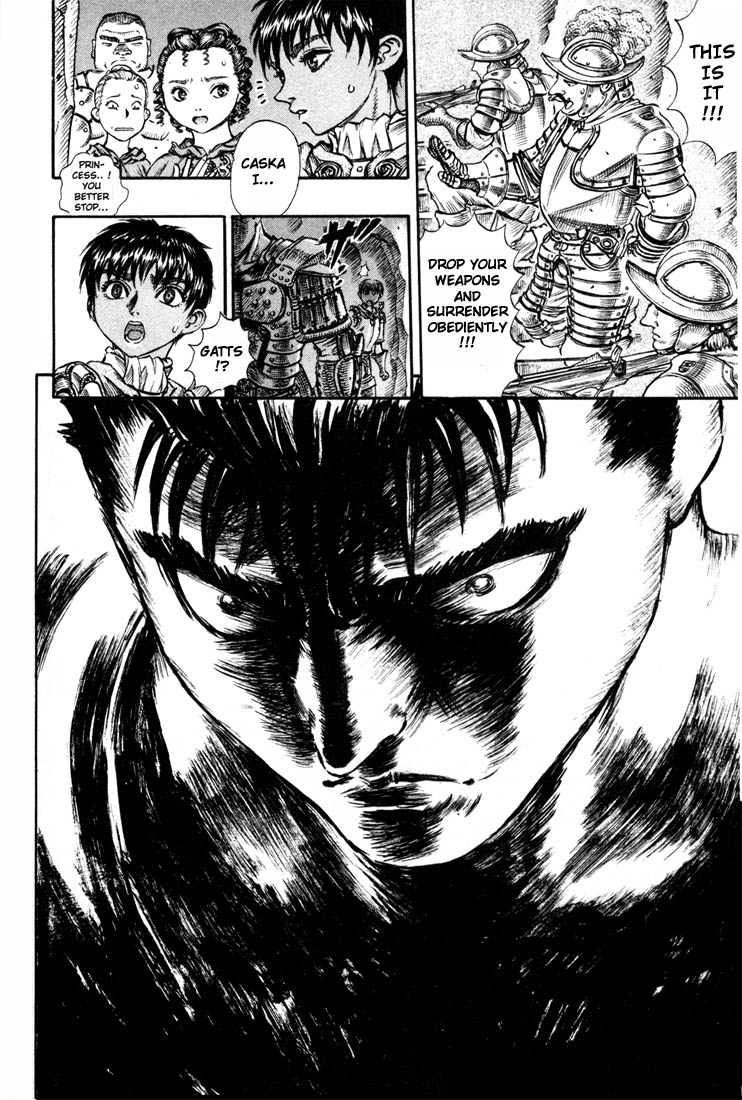 THIS
IS
IT
!!!
DROP YOUR
WEAPONS
AND
SURRENDER
OBEDIENTLY
!!!
CASKA
I...
PRIN-
CESS.. !
YOU
BETTER
STOP...
GATTS
!?